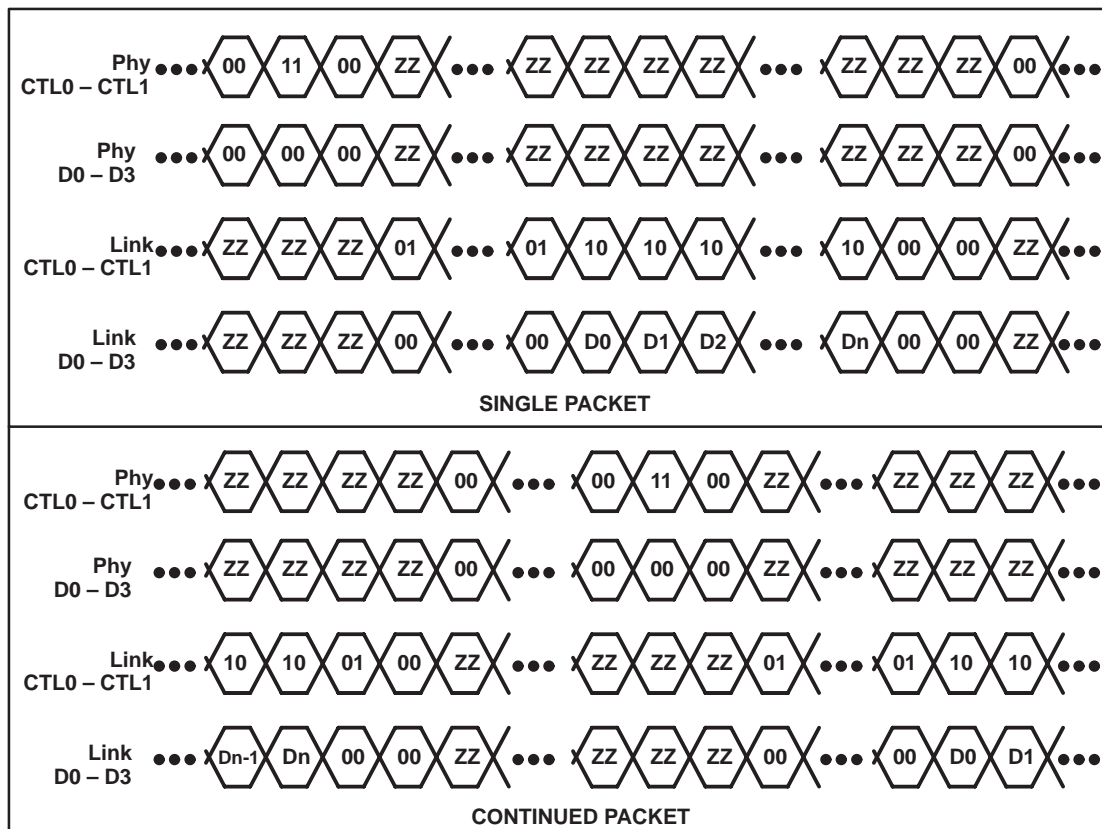 Phy
CTL0 – CTL1
00 11 00 ZZ ZZ ZZ ZZ ZZ ZZ ZZ ZZ 00
Phy
D0 – D3
00 00 00 ZZ ZZ ZZ ZZ ZZ ZZ ZZ ZZ 00
Link
CTL0 – CTL1
ZZ ZZ ZZ 01 01 10 10 10 10 00 00 ZZ
Link
D0 – D3
ZZ ZZ ZZ 00 00 D0 D1 D2 Dn 00 00 ZZ
SINGLE PACKET
Phy
CTL0 – CTL1
ZZ ZZ ZZ ZZ 00 00 11 00 ZZ ZZ ZZ ZZ
Phy
D0 – D3
ZZ ZZ ZZ ZZ 00 00 00 00 ZZ ZZ ZZ ZZ
Link
CTL0 – CTL1
10 10 01 00 ZZ ZZ ZZ ZZ 01 01 10 10
Link
D0 – D3
Dn-1 Dn 00 00 ZZ ZZ ZZ ZZ 00 00 D0 D1
CONTINUED PACKET